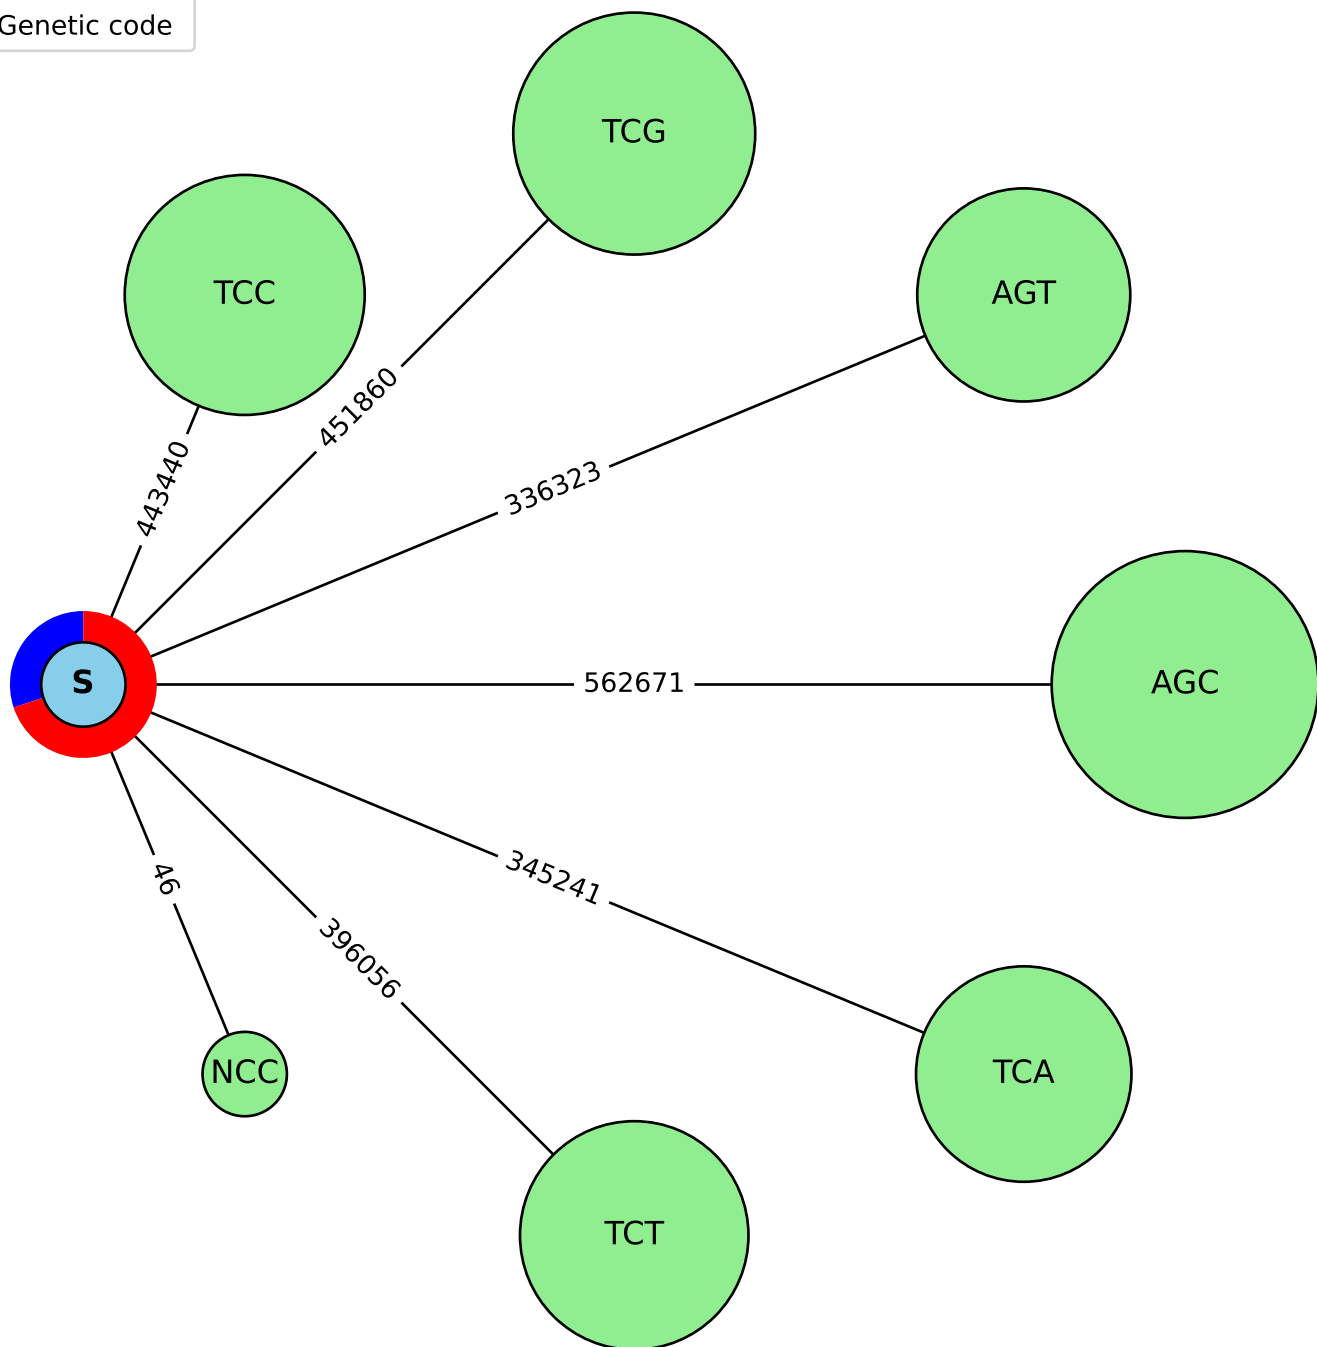 Genetic code
TCG
TCC
AGT
451860
443440
336323
S
562671
AGC
345241
46
396056
NCC
TCA
TCT